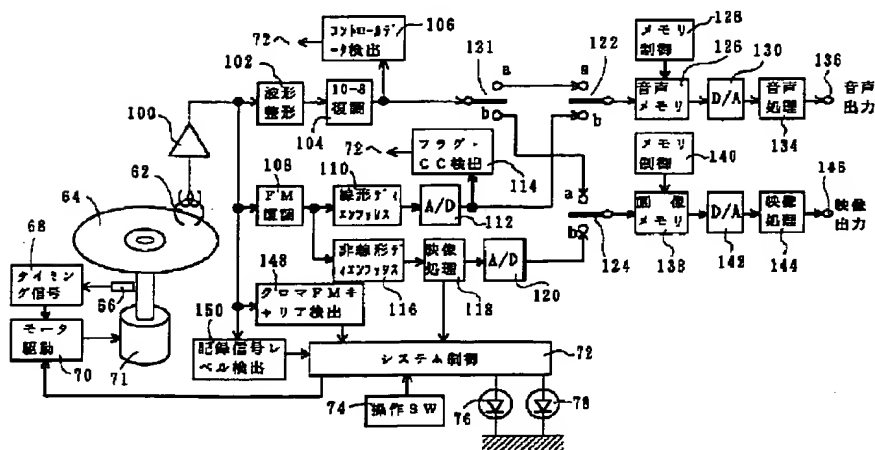 72へ
コントロールデ
ータ検出
106
128
メモリ
制御
102
波形
整形
10-8
復調
104
121
a
b
122
a
b
126
音声
メモリ
130
D/A
音声
処理
134
136
音声
出力
100
72へ
フラグ・
CC検出
114
メモリ
制御
140
64
62
108
FM
復調
110
線形ディ
エンファシス
A/D
112
a
b
124
画像
メモリ
138
D/A
142
映像
処理
144
146
映像
出力
68
タイミン
グ信号
66
148
非線形デ
ィエンファシス
116
映像
処理
118
A/D
120
クロマFMキ
ャリア検出
150
記録信号レ
ベル検出
モータ
駆動
70
71
システム制御
72
74
操作SW
76
78